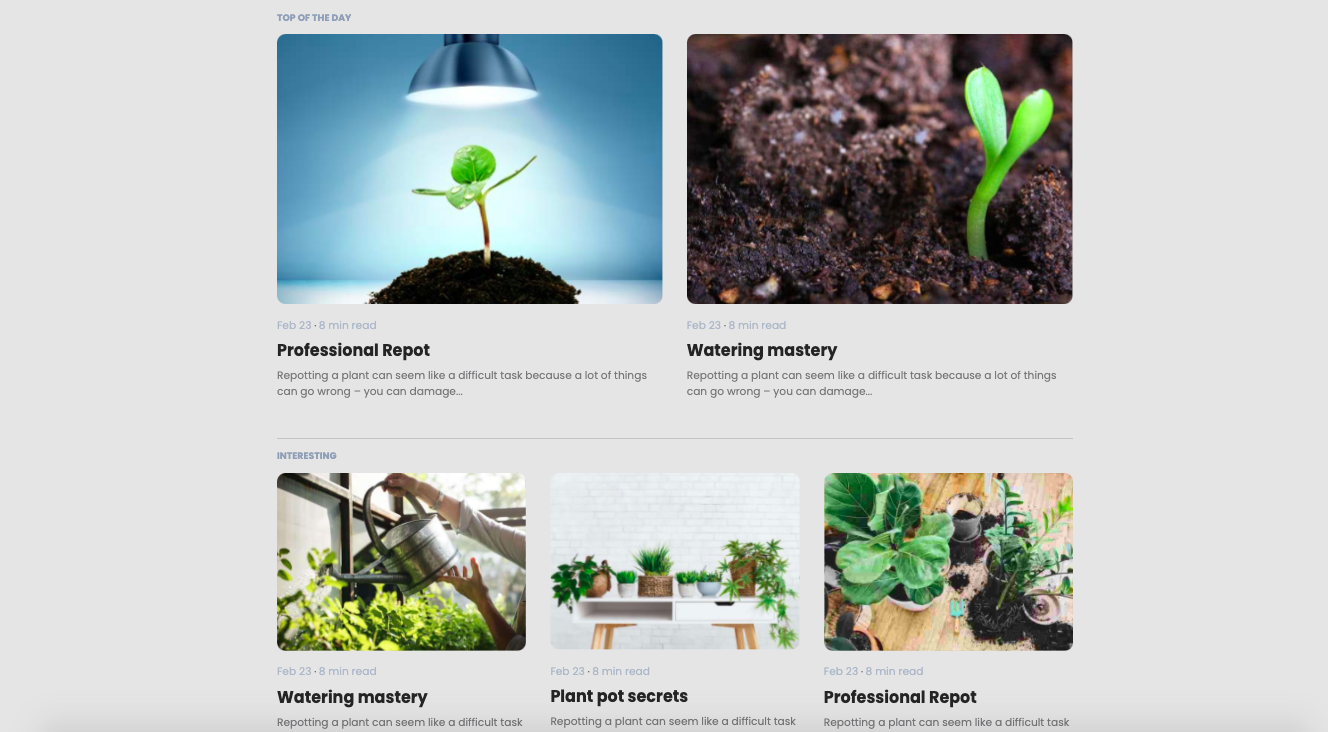 TOP OF THE DAY
Feb 23 · 8 min read
Professional Repot
Repotting a plant can seem like a difficult task because a lot of things
can go wrong – you can damage…
Feb 23 · 8 min read
Watering mastery
Repotting a plant can seem like a difficult task because a lot of things
can go wrong – you can damage…
INTERESTING
Feb 23 · 8 min read
Watering mastery
Repotting a plant can seem like a difficult task
Feb 23 · 8 min read
Plant pot secrets
Repotting a plant can seem like a difficult task
Feb 23 · 8 min read
Professional Repot
Repotting a plant can seem like a difficult task